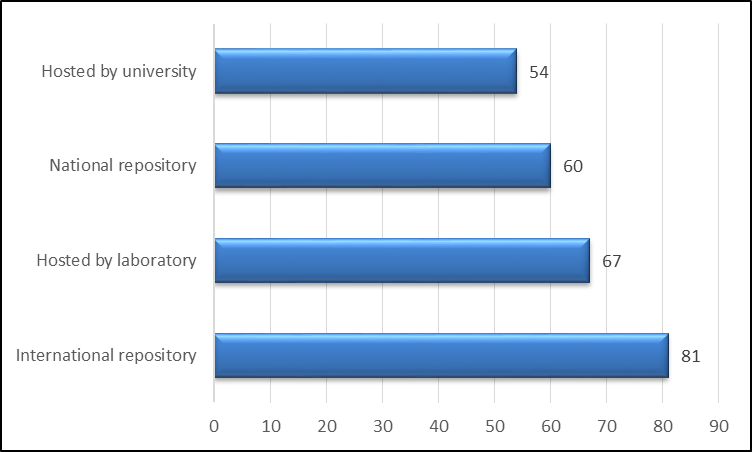 Hosted by university 54
National repository 60
Hosted by laboratory 67
International repository 81
0 10 20 30 40 50 60 70 80 90